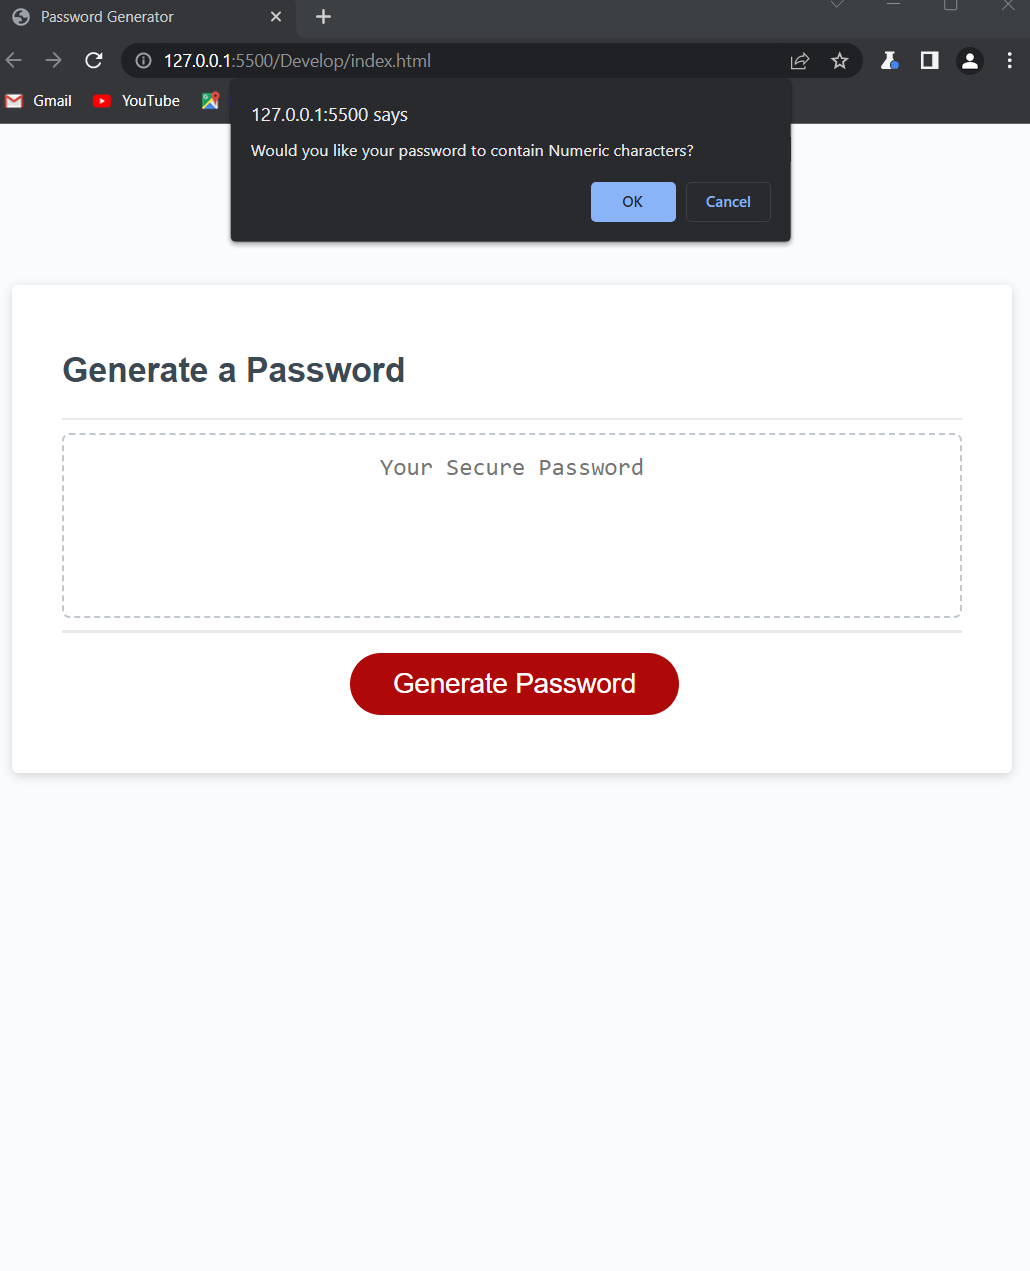 Password Generator
127.0.0.1:5500/Develop/index.html
Gmail YouTube
127.0.0.1:5500 says
Would you like your password to contain Numeric characters?
OK Cancel
Generate a Password
Your Secure Password
Generate Password